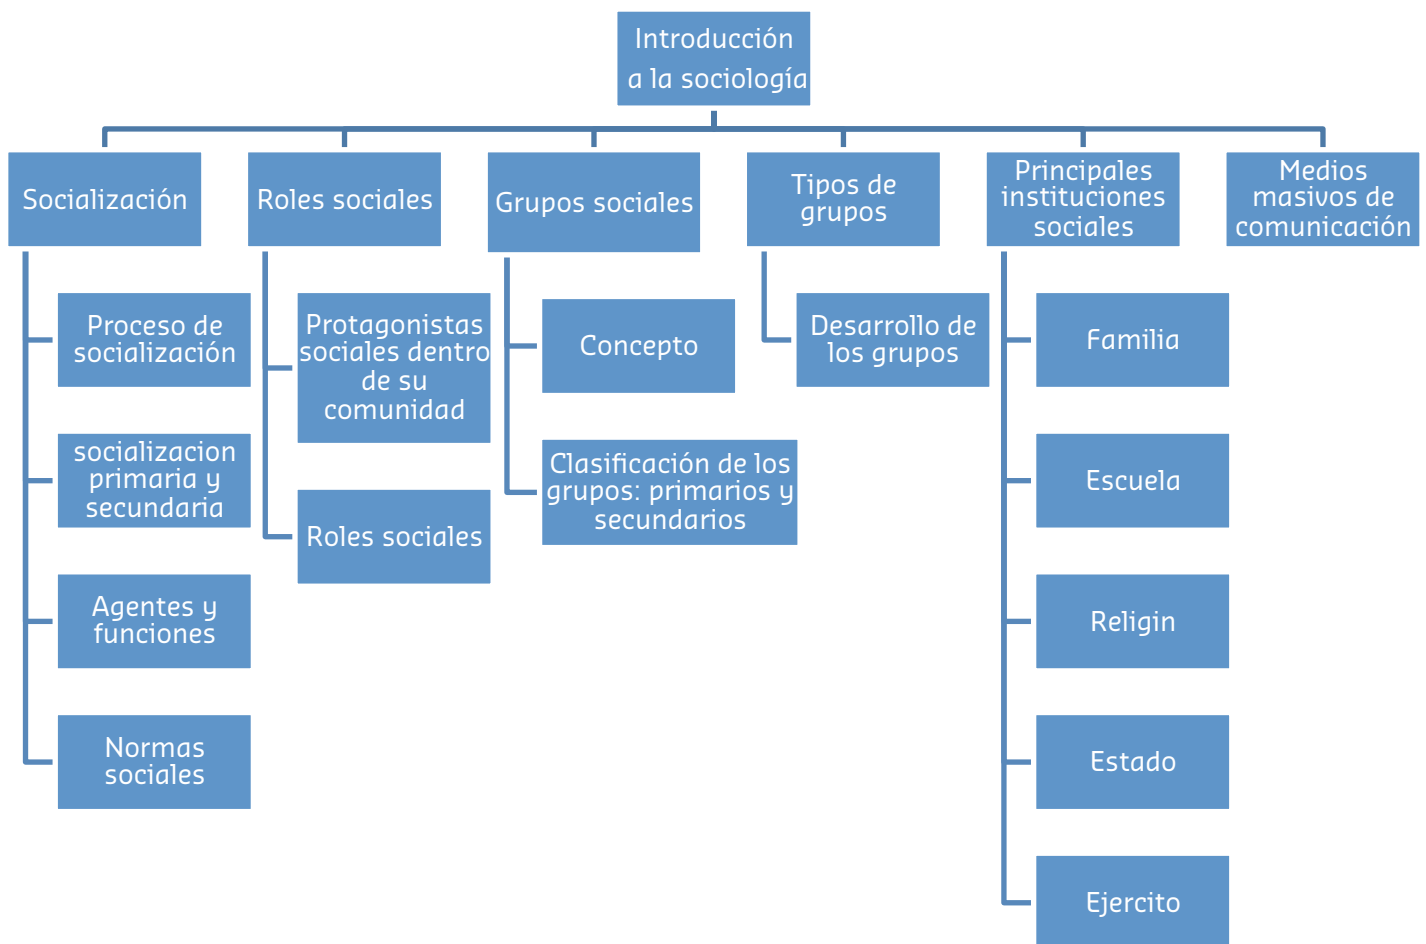 Introducción
a la sociología
Socialización
Roles sociales
Grupos sociales
Tipos de
grupos
Principales
instituciones
sociales
Medios
masivos de
comunicación
Proceso de
socialización
socializacion
primaria y
secundaria
Agentes y
funciones
Normas
sociales
Protagonistas
sociales dentro
de su
comunidad
Roles sociales
Concepto
Clasificación de los
grupos: primarios y
secundarios
Desarrollo de
los grupos
Familia
Escuela
Religin
Estado
Ejercito